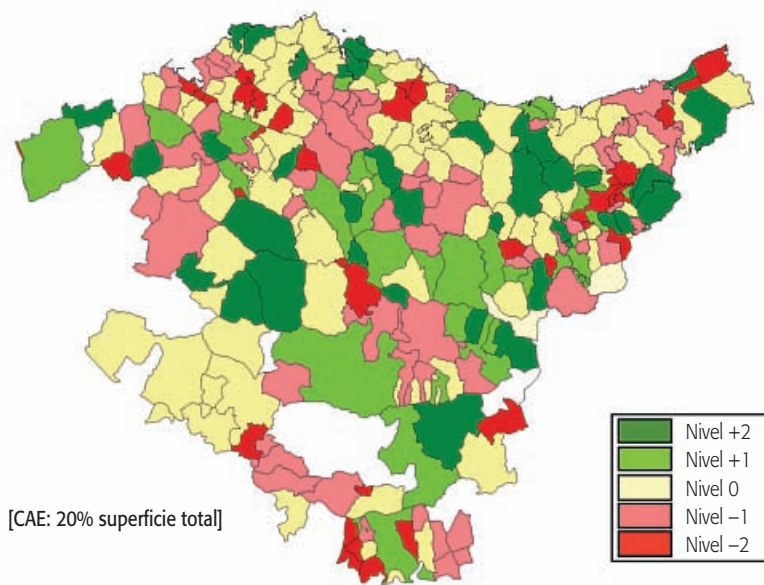 Nivel +2
Nivel +1
Nivel 0
Nivel –1
Nivel –2
[CAE: 20% superficie total]